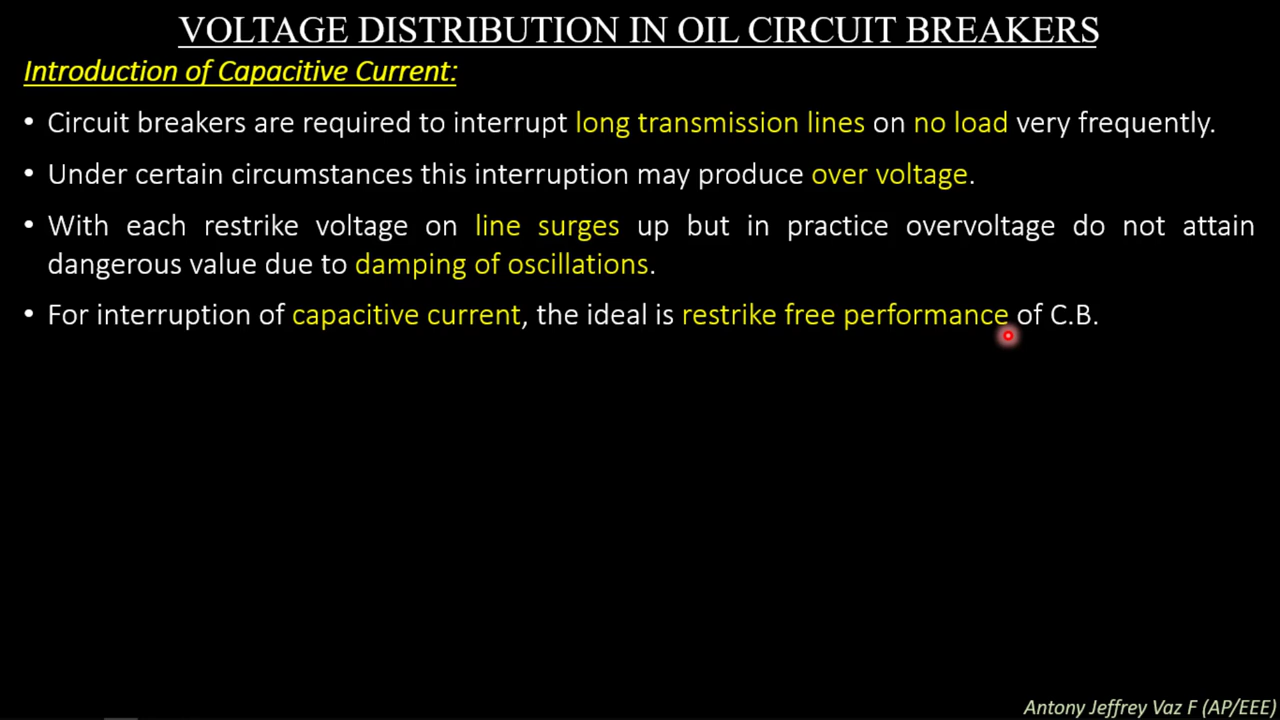 VOLTAGE DISTRIBUTION IN OIL CIRCUIT BREAKERS
Introduction of Capacitive Current:
• Circuit breakers are required to interrupt long transmission lines on no load very frequently.
• Under certain circumstances this interruption may produce over voltage.
• With each restrike voltage on line surges up but in practice overvoltage do not attain
dangerous value due to damping of oscillations.
• For interruption of capacitive current, the ideal is restrike free performance of C.B.
Antony Jeffrey Vaz F (AP/EEE)